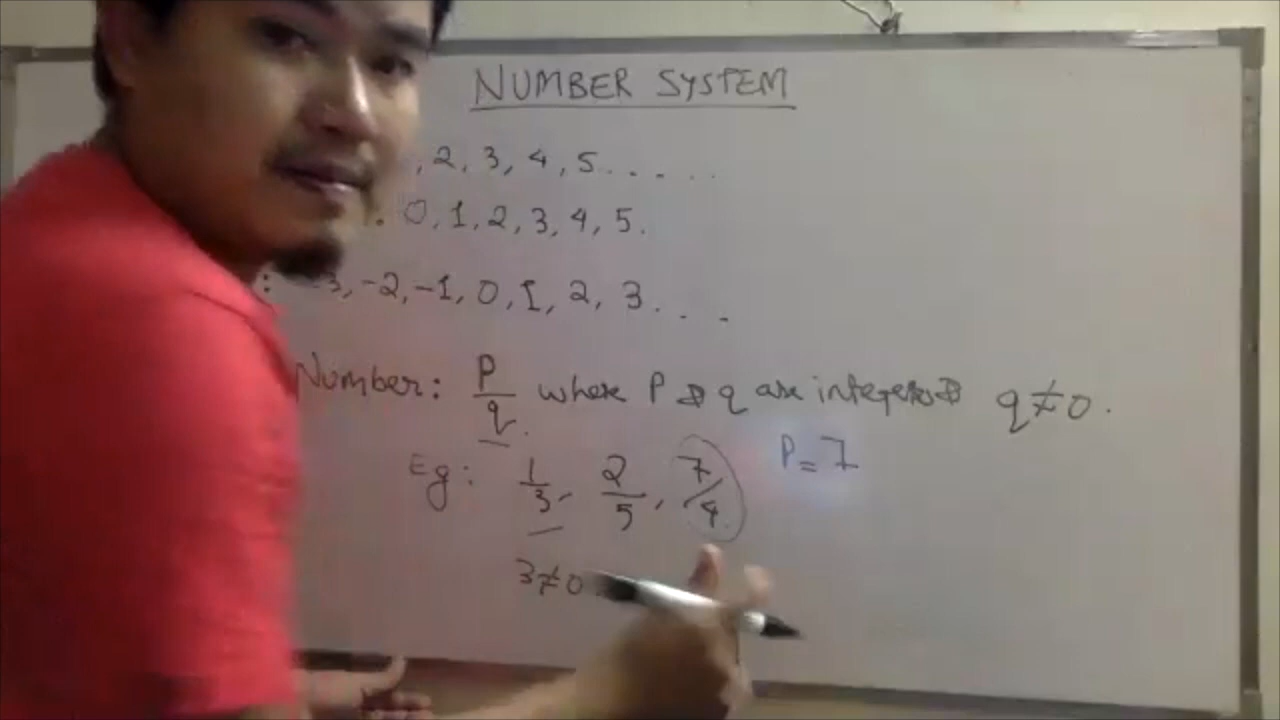 NUMBER SYSTEM
, 2, 3, 4, 5.....
0, 1, 2, 3, 4, 5.
: -3, -2, -1, 0, 1, 2, 3....
Number: P/q where P & q are integers & q≠0.
Eg: 1/3, 2/5, 7/4 P=7
3≠0